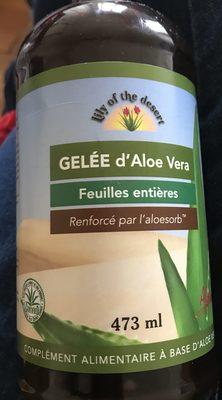 lily of the desert
GELÉE d'Aloe Vera
Feuilles entières
Renforcé par l'aloesorb™
473 ml
COMPLÉMENT ALIMENTAIRE À BASE D'ALOE